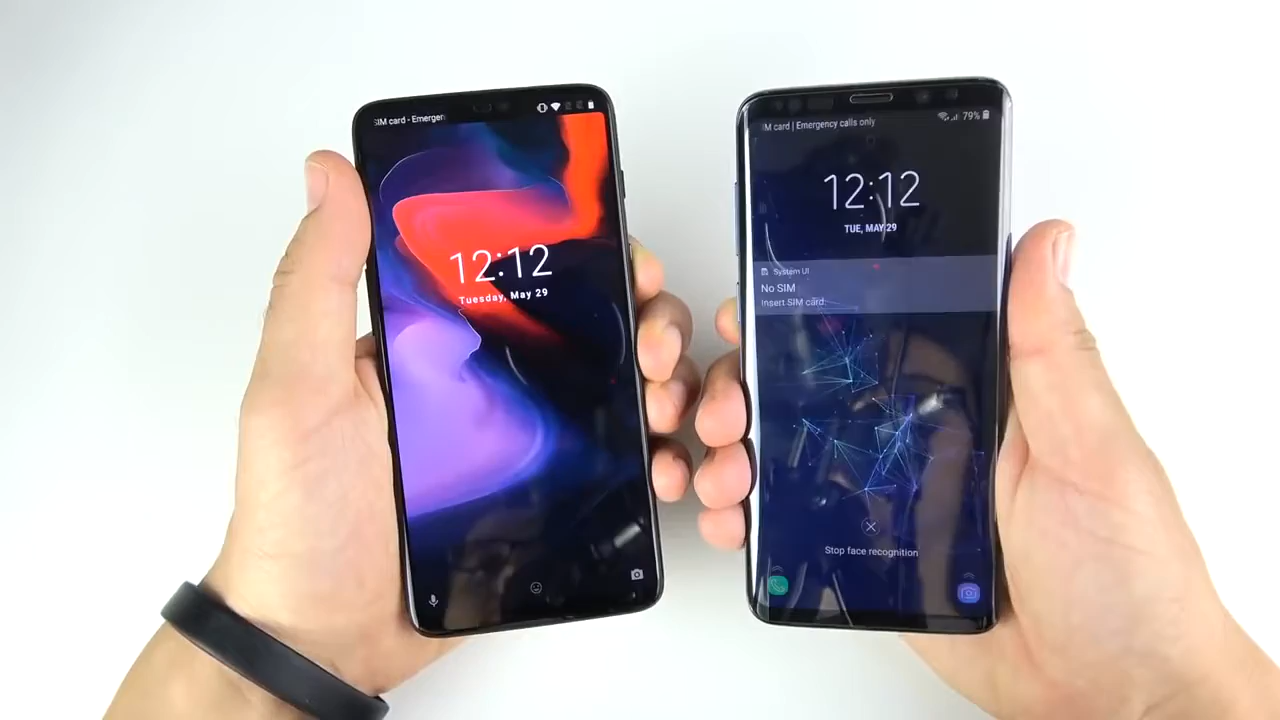 SIM card - Emergen
12:12
Tuesday, May 29
IM card | Emergency calls only
79%
12:12
TUE, MAY 29
System UI
No SIM
Insert SIM card.
Stop face recognition